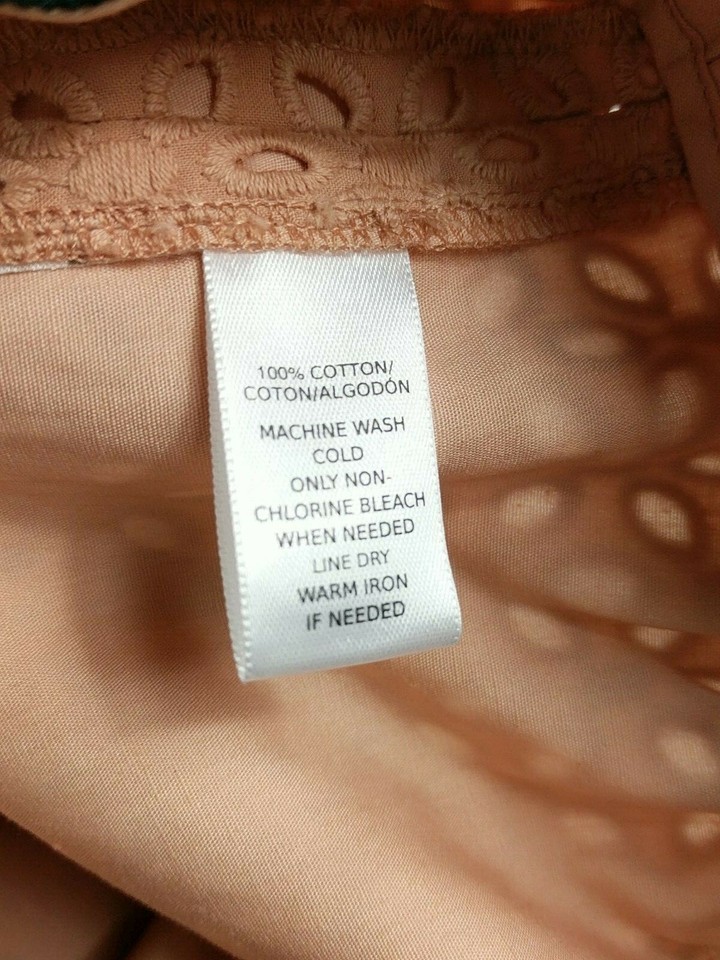 100% COTTON/
COTON/ALGODÓN
MACHINE WASH
COLD
ONLY NON-
CHLORINE BLEACH
WHEN NEEDED
LINE DRY
WARM IRON
IF NEEDED